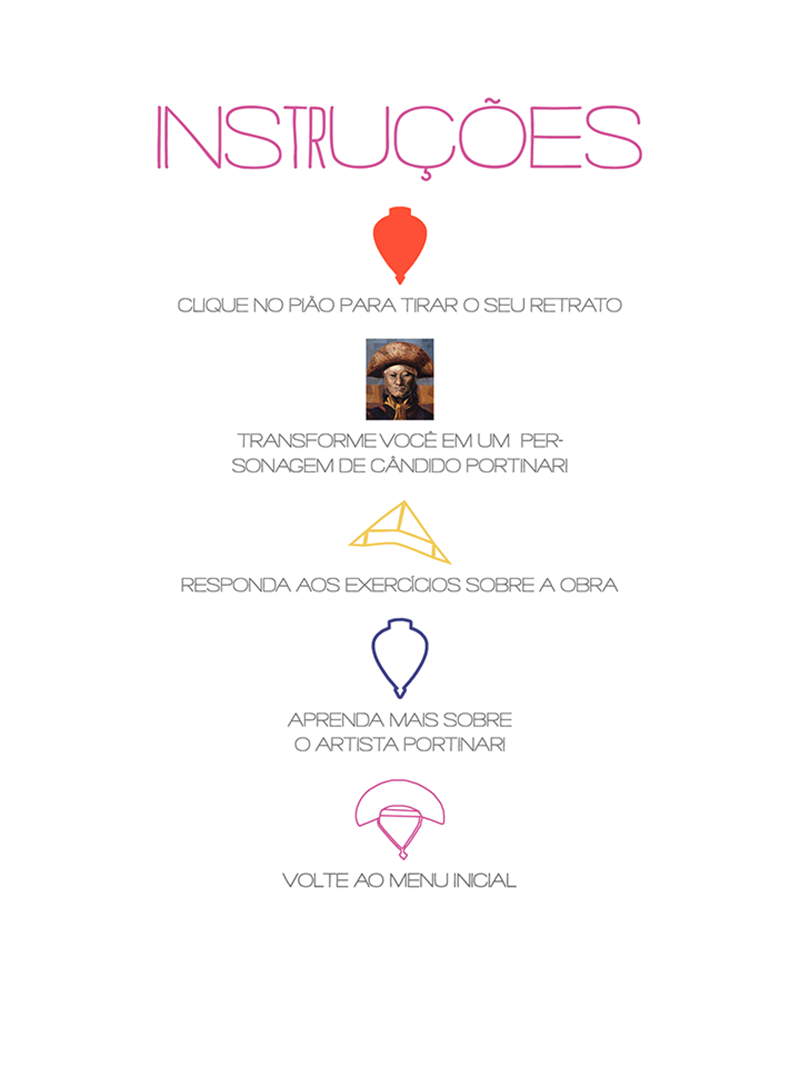 INSTRUÇÕES
CLIQUE NO PIÃO PARA TIRAR O SEU RETRATO
TRANSFORME VOCÊ EM UM PER-
SONAGEM DE CÂNDIDO PORTINARI
RESPONDA AOS EXERCÍCIOS SOBRE A OBRA
APRENDA MAIS SOBRE
O ARTISTA PORTINARI
VOLTE AO MENU INICIAL